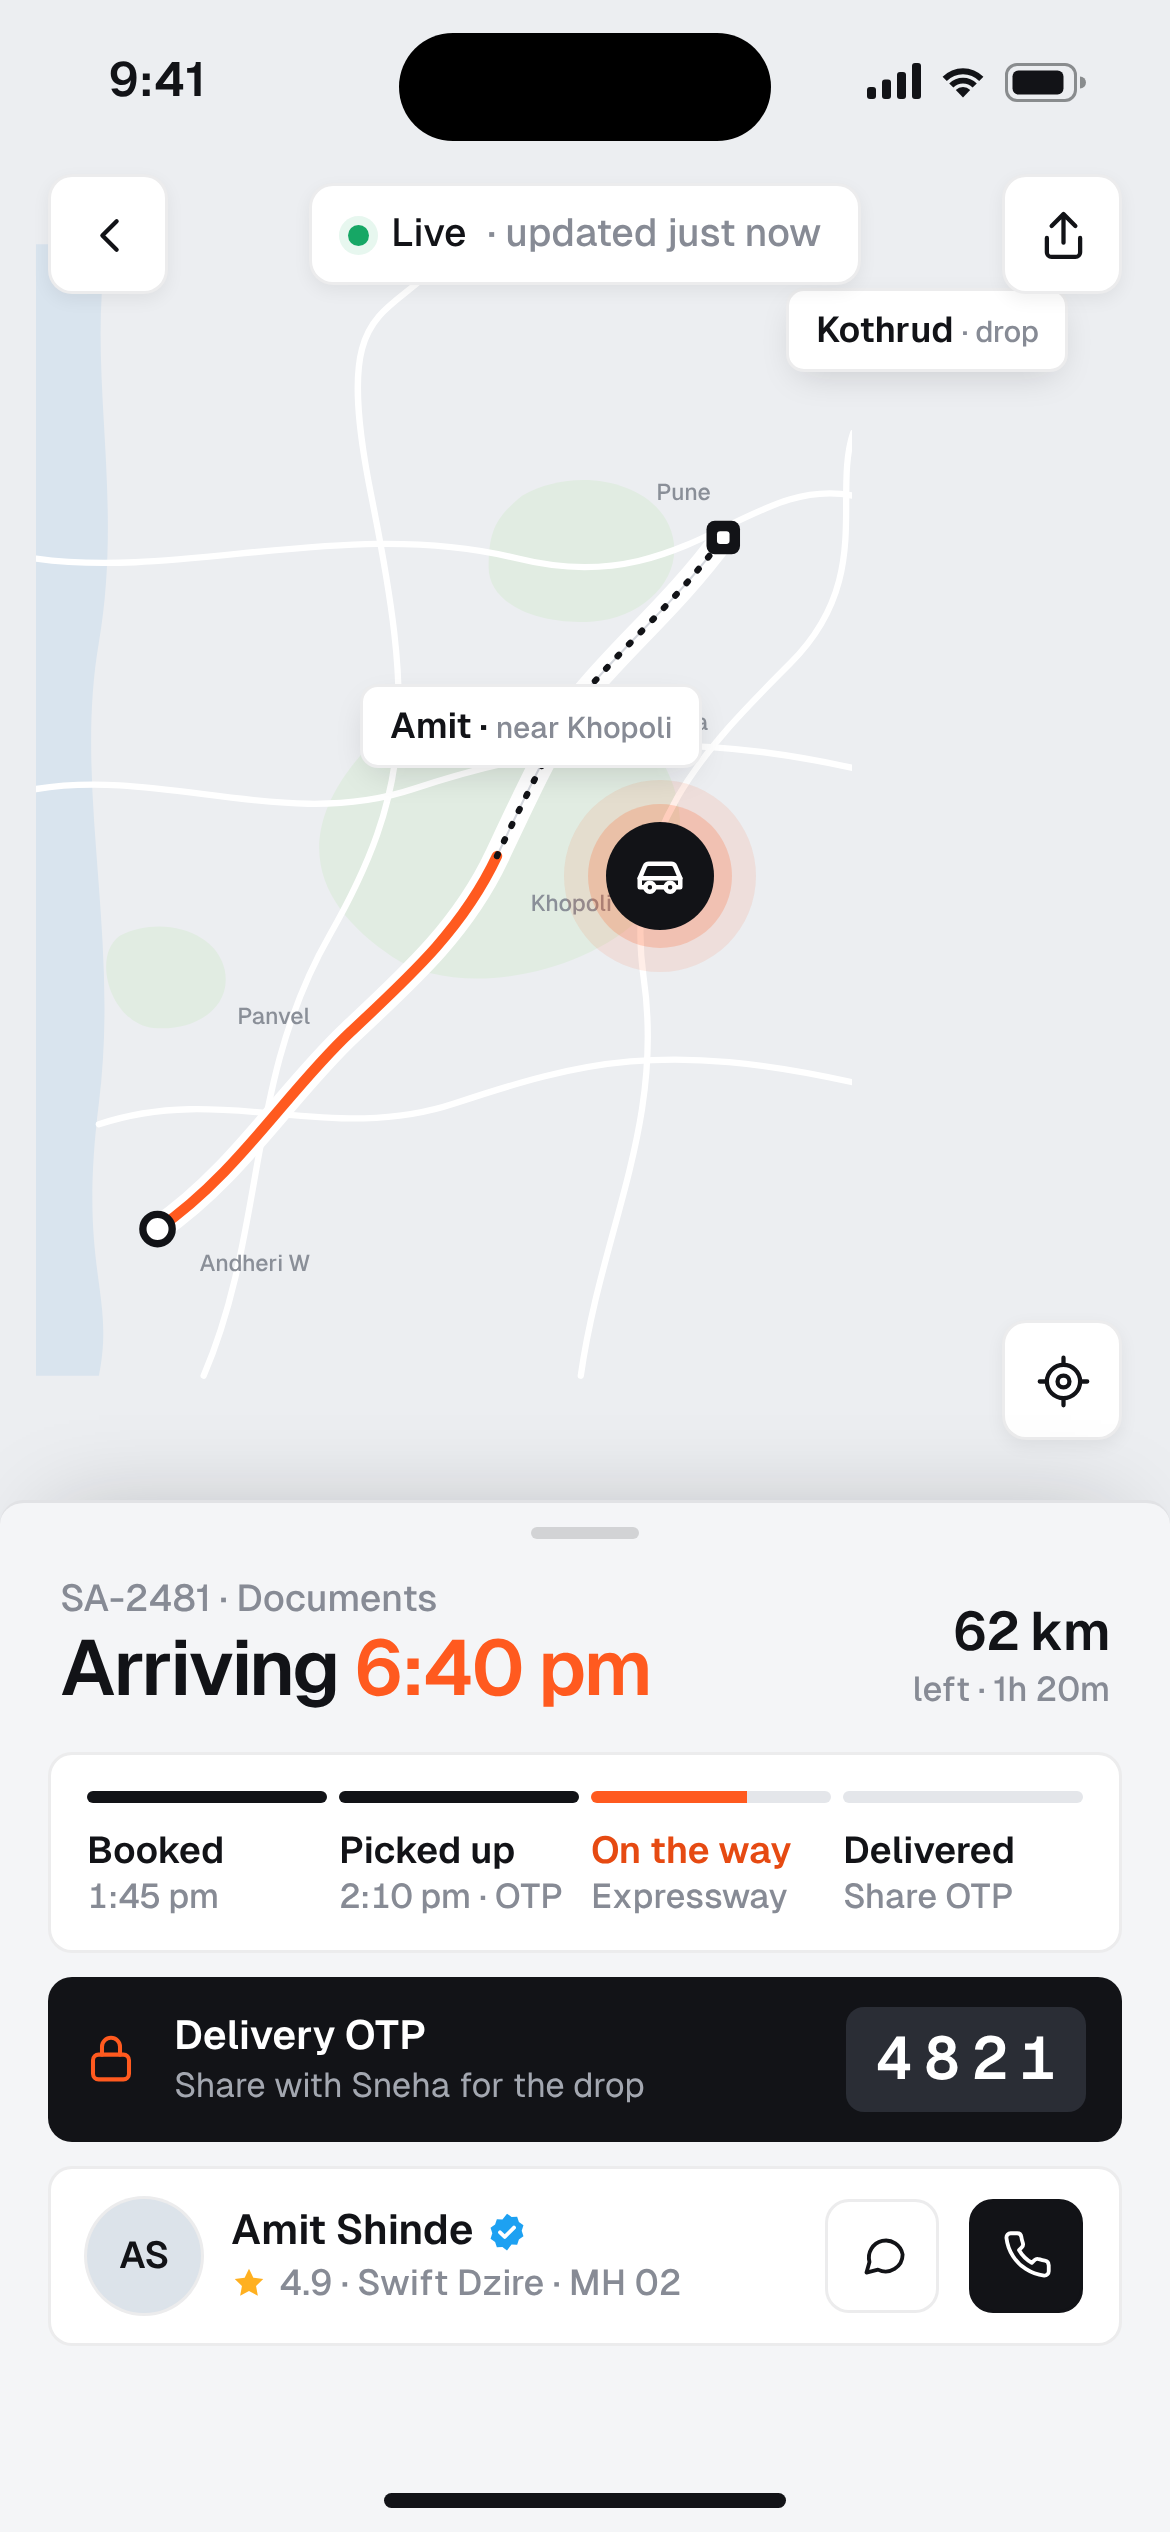 9:41
Live · updated just now
Kothrud · drop
Pune
Amit · near Khopoli
Khopoli
Panvel
Andheri W
SA-2481 · Documents
Arriving 6:40 pm
62 km
left · 1h 20m
Booked
1:45 pm
Picked up
2:10 pm · OTP
On the way
Expressway
Delivered
Share OTP
Delivery OTP
Share with Sneha for the drop
4821
AS
Amit Shinde
4.9 · Swift Dzire · MH 02